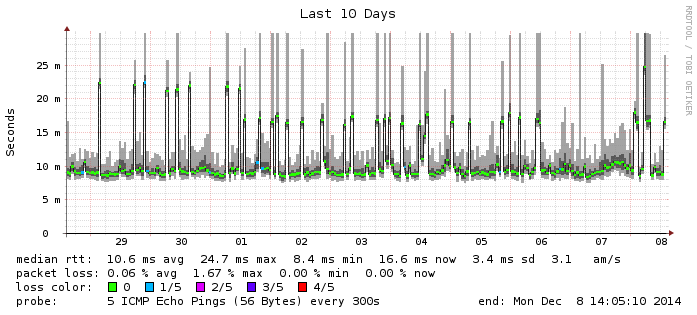 Last 10 Days
RRDTOOL / TOBI OETIKER
Seconds
25 m
20 m
15 m
10 m
5 m
0
29 30 01 02 03 04 05 06 07 08
median rtt: 10.6 ms avg 24.7 ms max 8.4 ms min 16.6 ms now 3.4 ms sd 3.1 am/s
packet loss: 0.06 % avg 1.67 % max 0.00 % min 0.00 % now
loss color: 0 1/5 2/5 3/5 4/5
probe: 5 ICMP Echo Pings (56 Bytes) every 300s end: Mon Dec 8 14:05:10 2014